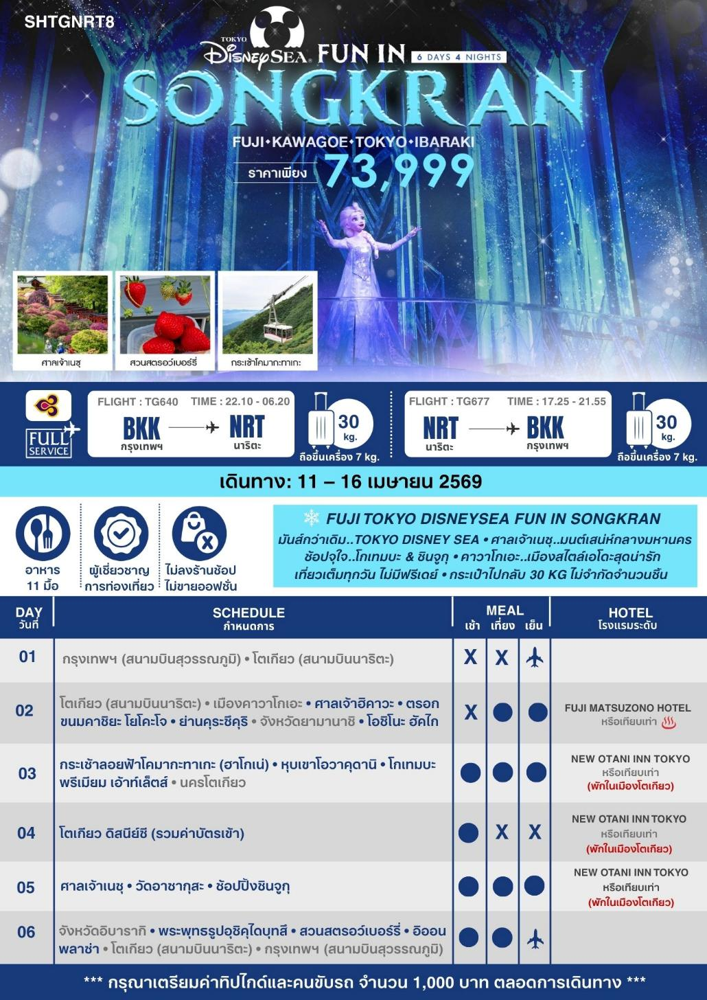 SHTGNRT8
TOKYO
DISNEYSEA. FUN IN 6 DAYS 4 NIGHTS
SONGKRAN
FUJI•KAWAGOE•TOKYO•IBARAKI
ราคาเพียง 73,999
ศาลเจ้าเนซุ
สวนสตรอว์เบอร์รี่
กระเช้าโคมากะทาเกะ
FULL SERVICE
FLIGHT : TG640 TIME : 22.10 - 06.20
BKK NRT
กรุงเทพฯ นาริตะ
30 kg.
ถือขึ้นเครื่อง 7 kg.
FLIGHT : TG677 TIME : 17.25 - 21.55
NRT BKK
นาริตะ กรุงเทพฯ
30 kg.
ถือขึ้นเครื่อง 7 kg.
เดินทาง: 11 – 16 เมษายน 2569
อาหาร
11 มื้อ
ผู้เชี่ยวชาญ
การท่องเที่ยว
ไม่ลงร้านช้อป
ไม่ขายออฟชั่น
FUJI TOKYO DISNEYSEA FUN IN SONGKRAN
มันส์กว่าเดิม..TOKYO DISNEY SEA • ศาลเจ้าเนซุ..มนต์เสน่ห์กลางมหานคร
ช้อปจุใจ..โกเทมบะ & ชินจูกุ • คาวาโกเอะ..เมืองสไตล์เอโดะสุดน่ารัก
เที่ยวเต็มทุกวัน ไม่มีฟรีเดย์ • กระเป๋าไปกลับ 30 KG ไม่จำกัดจำนวนชิ้น
DAY SCHEDULE MEAL HOTEL
วันที่ กำหนดการ เช้า เที่ยง เย็น โรงแรมระดับ
01 กรุงเทพฯ (สนามบินสุวรรณภูมิ) • โตเกียว (สนามบินนาริตะ) X X
02 โตเกียว (สนามบินนาริตะ) • เมืองคาวาโกเอะ • ศาลเจ้าฮิคาวะ • ตรอก
ขนมคาชิยะ โยโคะโจ • ย่านคุระซึคุริ • จังหวัดยามานาชิ • โอชิโนะ ฮัคไก X
FUJI MATSUZONO HOTEL
หรือเทียบเท่า
03 กระเช้าลอยฟ้าโคมากะทาเกะ (ฮาโกเน่) • หุบเขาโอวาคุดานิ • โกเทมบะ
พรีเมียม เอ้าท์เล็ตส์ • นครโตเกียว
NEW OTANI INN TOKYO
หรือเทียบเท่า
(พักในเมืองโตเกียว)
04 โตเกียว ดิสนีย์ซี (รวมค่าบัตรเข้า) X X
NEW OTANI INN TOKYO
หรือเทียบเท่า
(พักในเมืองโตเกียว)
05 ศาลเจ้าเนซุ • วัดอาซากุสะ • ช้อปปิ้งชินจูกุ
NEW OTANI INN TOKYO
หรือเทียบเท่า
(พักในเมืองโตเกียว)
06 จังหวัดอิบารากิ • พระพุทธรูปอุชิคุไดบุทสึ • สวนสตรอว์เบอร์รี่ • อิออน
พลาซ่า • โตเกียว (สนามบินนาริตะ) • กรุงเทพฯ (สนามบินสุวรรณภูมิ)
*** กรุณาเตรียมค่าทิปไกด์และคนขับรถ จำนวน 1,000 บาท ตลอดการเดินทาง ***